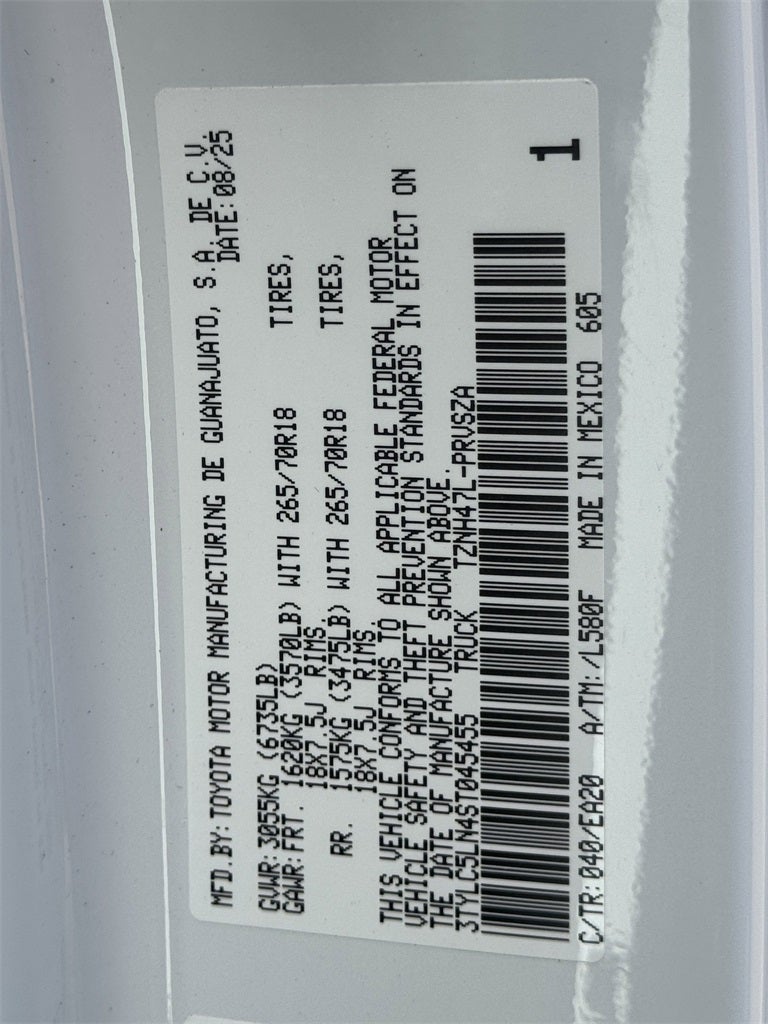 MFD.BY:TOYOTA MOTOR MANUFACTURING DE GUANAJUATO, S.A. DE C.V.
DATE:08/25
GVWR:3055KG (6735LB)
GAWR:FRT. 1620KG (3570LB) WITH 265/70R18 TIRES,
18X7.5J RIMS.
RR. 1575KG (3475LB) WITH 265/70R18 TIRES,
18X7.5J RIMS.
THIS VEHICLE CONFORMS TO ALL APPLICABLE FEDERAL MOTOR
VEHICLE SAFETY AND THEFT PREVENTION STANDARDS IN EFFECT ON
THE DATE OF MANUFACTURE SHOWN ABOVE.
3TYLC5LN4ST045455 TRUCK TZNH47L-PRVSZA
1
C/TR:040/EA20 A/TM:/L580F MADE IN MEXICO 605